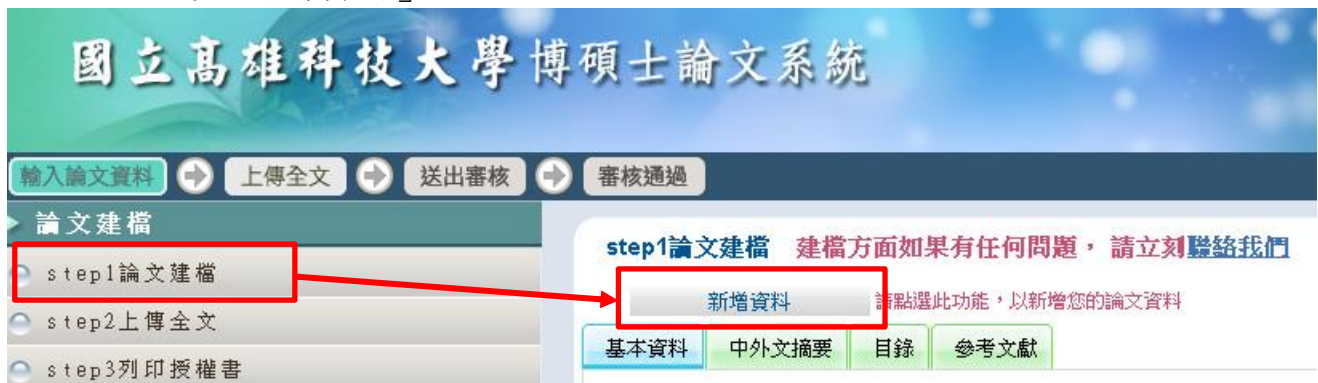 國立高雄科技大學博碩士論文系統
輸入論文資料 上傳全文 送出審核 審核通過
論文建檔
step1論文建檔
step2上傳全文
step3列印授權書
step1論文建檔 建檔方面如果有任何問題，請立刻聯絡我們
新增資料 請點選此功能，以新增您的論文資料
基本資料 中外文摘要 目錄 參考文獻